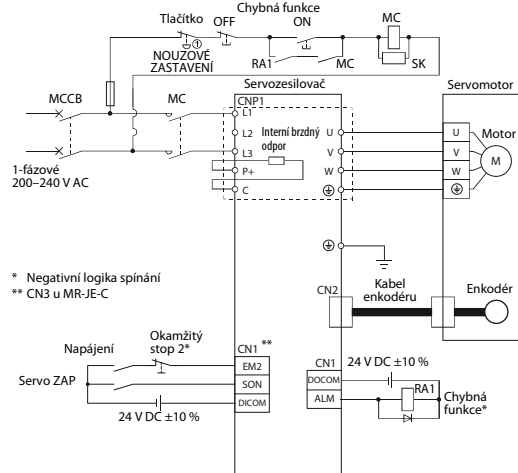 Chybná funkce
Tlačítko OFF ON MC
①
NOUZOVÉ
ZASTAVENÍ
RA1 MC SK
Servozesilovač Servomotor
MCCB MC CNP1
L1
L2 Interní brzdný
odpor
L3
P+
C
U
V
W
U Motor
V
W
M
1-fázové
200–240 V AC
* Negativní logika spínání
** CN3 u MR-JE-C
CN2 Kabel
enkodéru
Enkodér
Napájení Okamžitý
stop 2*
CN1 **
EM2
Servo ZAP SON
DICOM
24 V DC ±10 %
CN1 24 V DC ±10 %
DOCOM
ALM
RA1 Chybná
funkce*